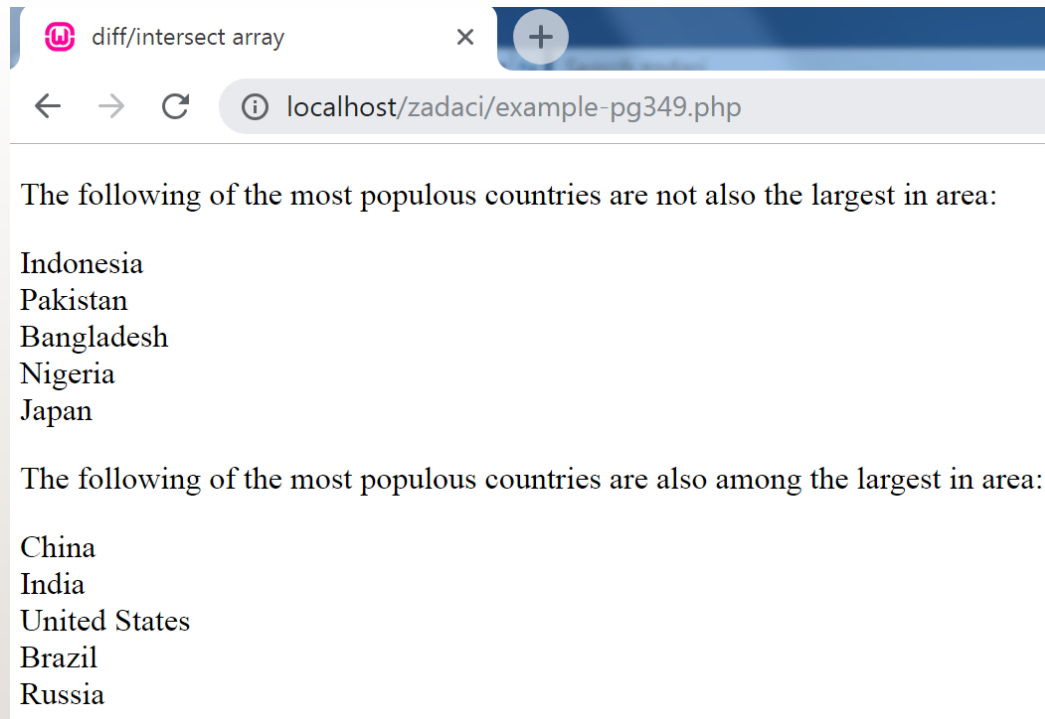 diff/intersect array
localhost/zadaci/example-pg349.php
The following of the most populous countries are not also the largest in area:
Indonesia
Pakistan
Bangladesh
Nigeria
Japan
The following of the most populous countries are also among the largest in area:
China
India
United States
Brazil
Russia